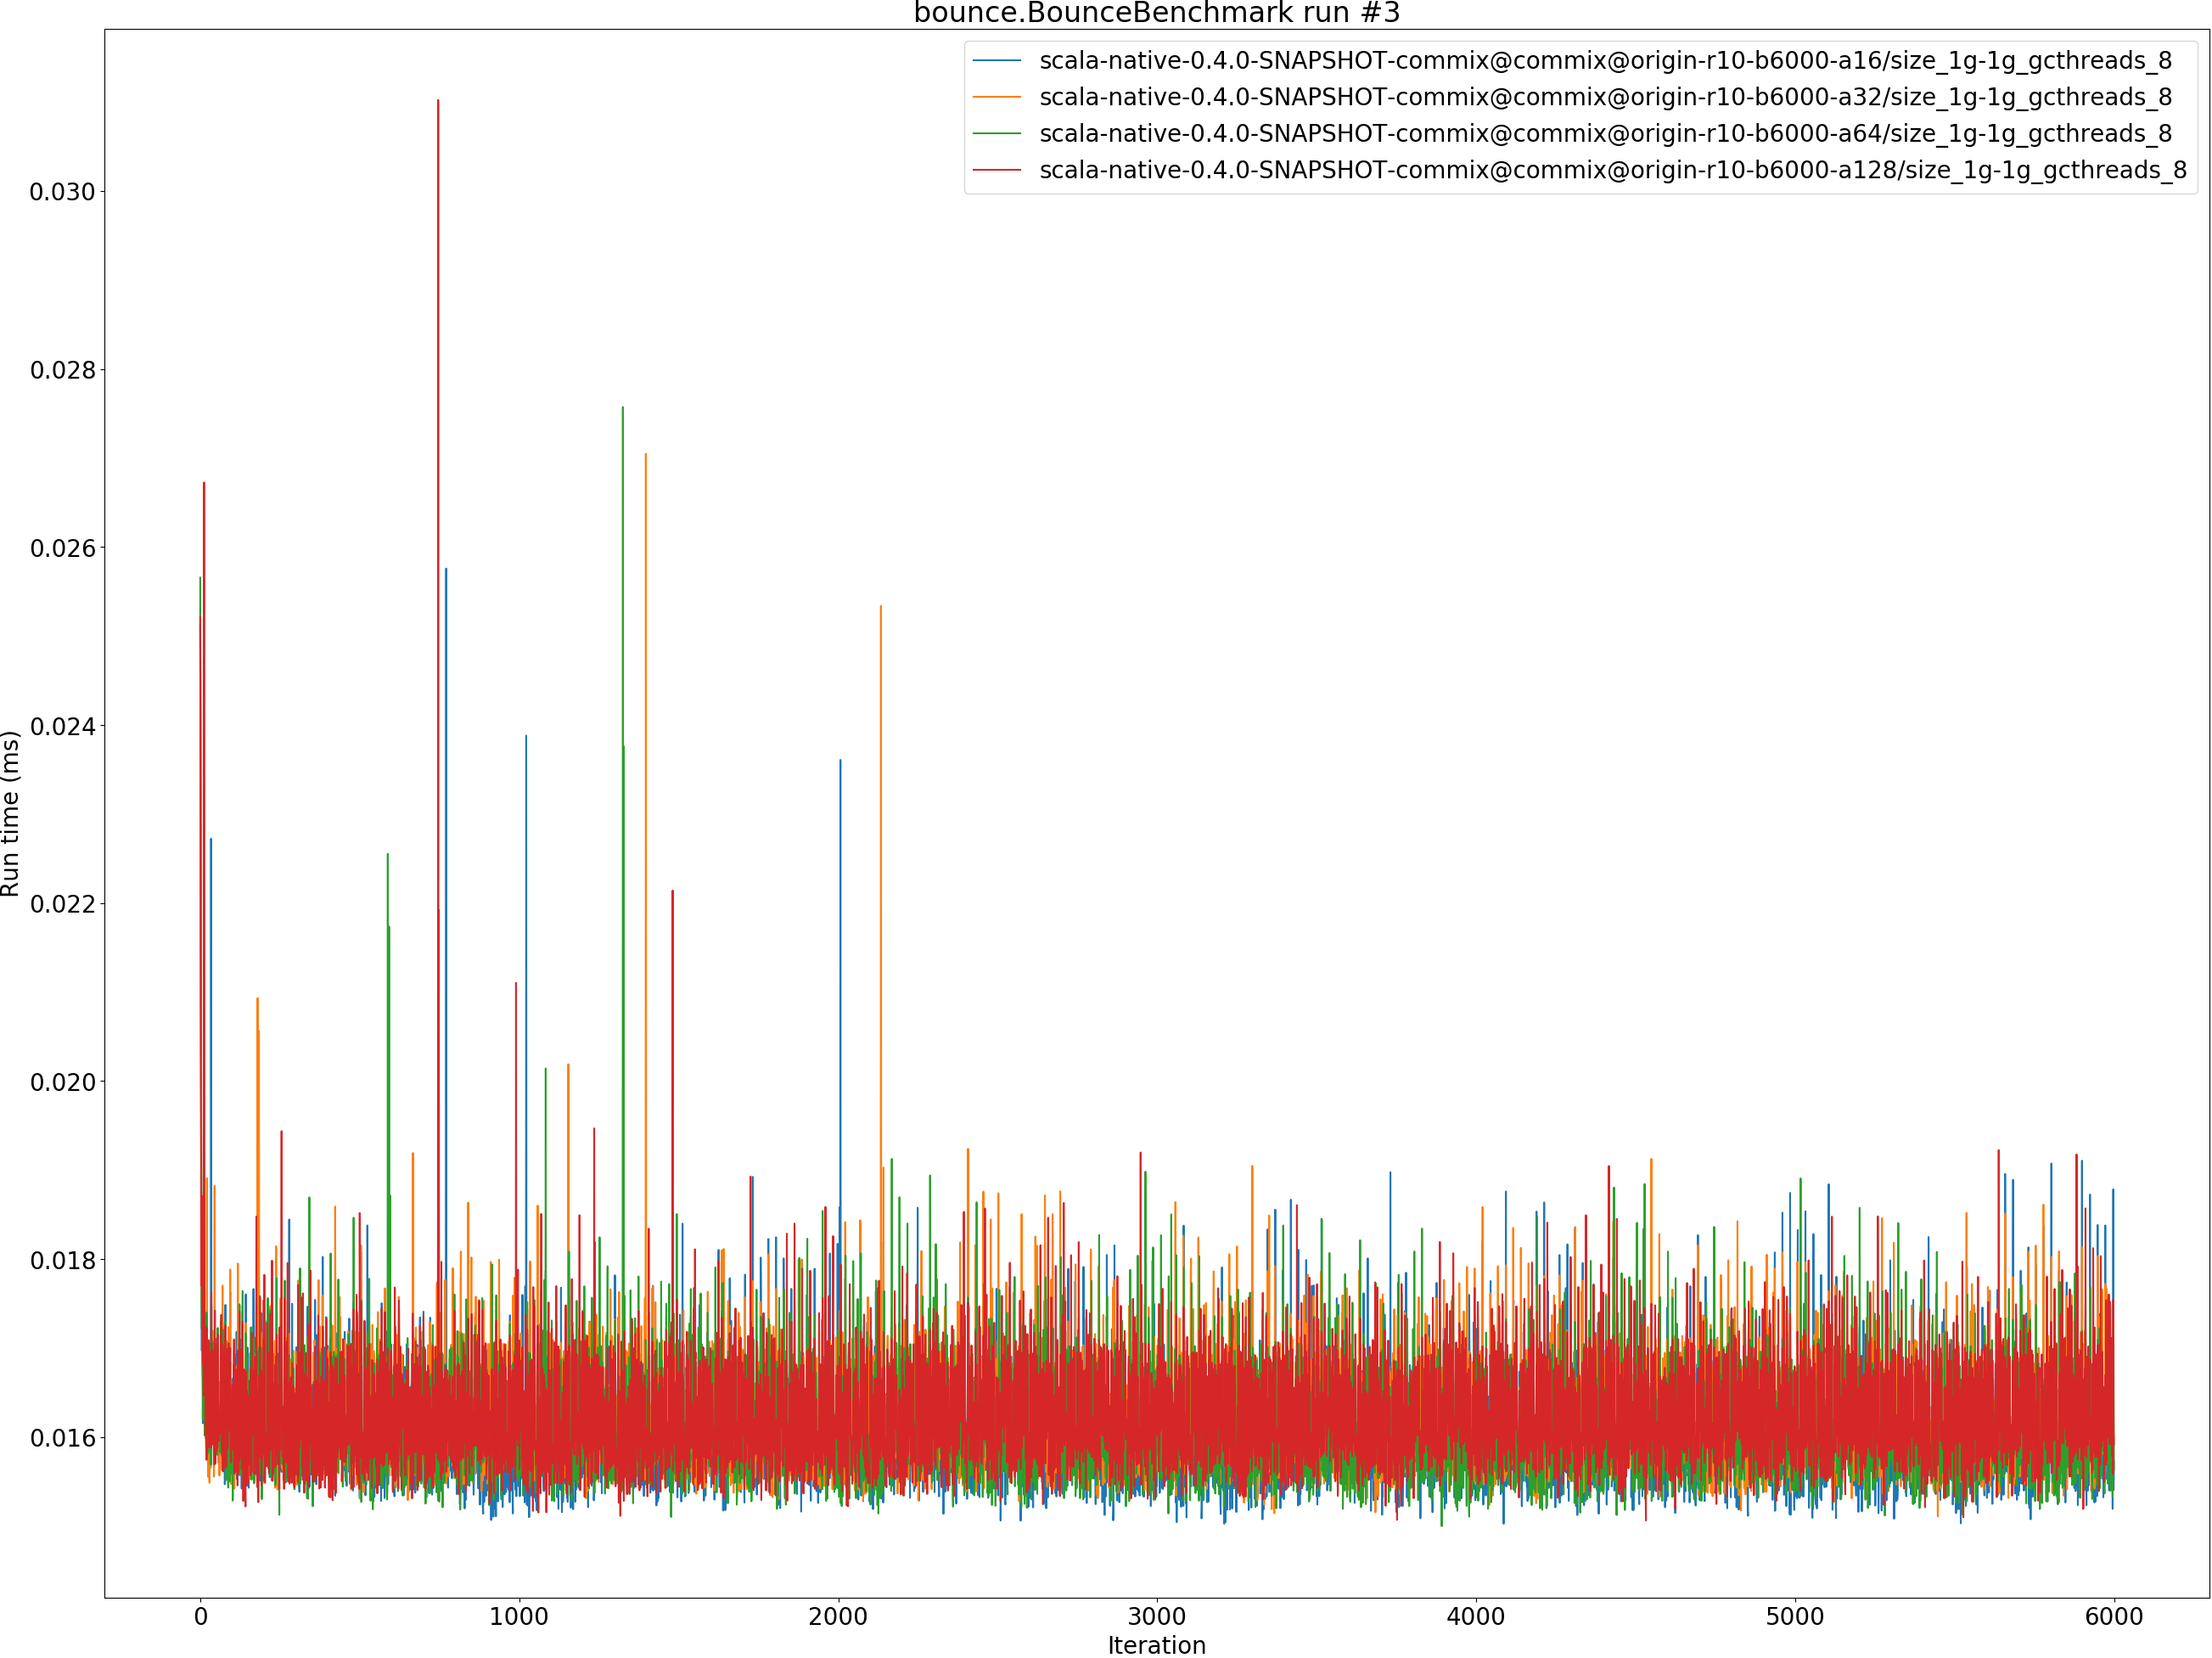 bounce.BounceBenchmark run #3
scala-native-0.4.0-SNAPSHOT-commix@commix@origin-r10-b6000-a16/size_1g-1g_gcthreads_8
scala-native-0.4.0-SNAPSHOT-commix@commix@origin-r10-b6000-a32/size_1g-1g_gcthreads_8
scala-native-0.4.0-SNAPSHOT-commix@commix@origin-r10-b6000-a64/size_1g-1g_gcthreads_8
scala-native-0.4.0-SNAPSHOT-commix@commix@origin-r10-b6000-a128/size_1g-1g_gcthreads_8
0.030
0.028
0.026
0.024
0.022
0.020
0.018
0.016
Run time (ms)
0 1000 2000 3000 4000 5000 6000
Iteration